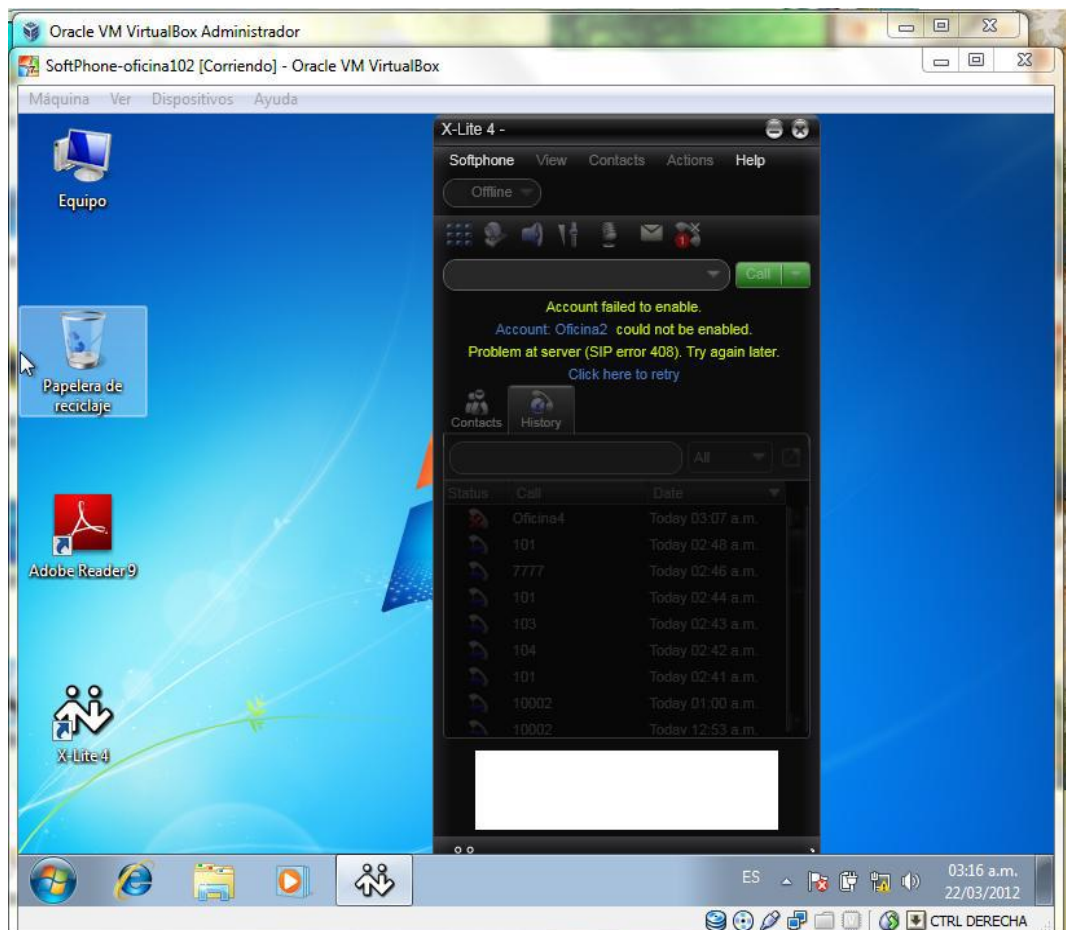 Oracle VM VirtualBox Administrador
SoftPhone-oficina102 [Corriendo] - Oracle VM VirtualBox
Máquina Ver Dispositivos Ayuda
Equipo
Papelera de
reciclaje
Adobe Reader 9
X-Lite 4
X-Lite 4 -
Softphone View Contacts Actions Help
Offline
1
Call
Account failed to enable.
Account: Oficina2 could not be enabled.
Problem at server (SIP error 408). Try again later.
Click here to retry
Contacts History
All
Status Call Date
Oficina4 Today 03:07 a.m.
101 Today 02:48 a.m.
7777 Today 02:46 a.m.
101 Today 02:44 a.m.
103 Today 02:43 a.m.
104 Today 02:42 a.m.
101 Today 02:41 a.m.
10002 Today 01:00 a.m.
10002 Today 12:53 a.m.
ES
03:16 a.m.
22/03/2012
CTRL DERECHA